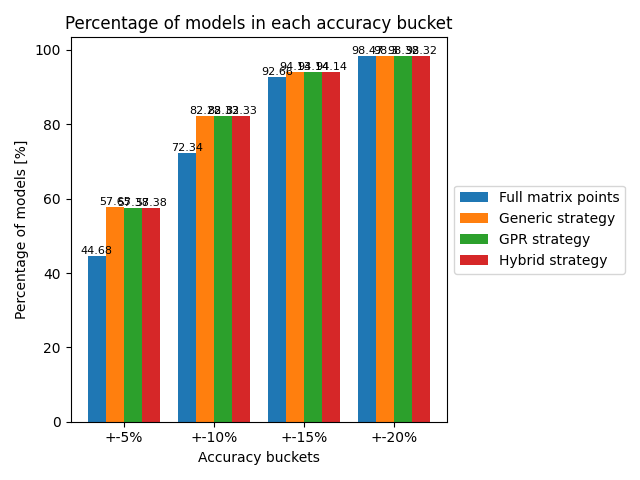 Percentage of models in each accuracy bucket
Percentage of models [%]
100
80
60
40
20
0
44.68
57.38
72.34
82.33
92.66
94.14
98.47
98.32
+-5%
+-10%
+-15%
+-20%
Accuracy buckets
Full matrix points
Generic strategy
GPR strategy
Hybrid strategy